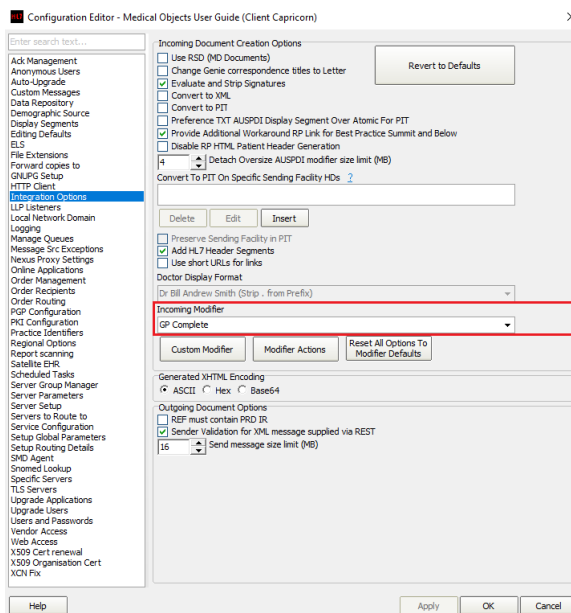 Configuration Editor - Medical Objects User Guide (Client Capricorn)
Enter search text...
Ack Management
Anonymous Users
Auto-Upgrade
Custom Messages
Data Repository
Demographic Source
Display Segments
Editing Defaults
ELS
File Extensions
Forward copies to
GNUPG Setup
HTTP Client
Integration Options
LLP Listeners
Local Network Domain
Logging
Manage Queues
Message Src Exceptions
Nexus Proxy Settings
Online Applications
Order Management
Order Recipients
Order Routing
PGP Configuration
PKI Configuration
Practice Identifiers
Regional Options
Report scanning
Satellite EHR
Scheduled Tasks
Server Group Manager
Server Parameters
Server Setup
Servers to Route to
Service Configuration
Setup Global Parameters
Setup Routing Details
SMD Agent
Snomed Lookup
Specific Servers
TLS Servers
Upgrade Applications
Upgrade Users
Users and Passwords
Vendor Access
Web Access
X509 Cert renewal
X509 Organisation Cert
XCN Fix
Incoming Document Creation Options
Use RSD (MD Documents)
Change Genie correspondence titles to Letter
Revert to Defaults
Evaluate and Strip Signatures
Convert to XML
Convert to PIT
Preference TXT AUSPDI Display Segment Over Atomic For PIT
Provide Additional Workaround RP Link for Best Practice Summit and Below
Disable RP HTML Patient Header Generation
4 Detach Oversize AUSPDI modifier size limit (MB)
Convert To PIT On Specific Sending Facility HDs ?
Delete Edit Insert
Preserve Sending Facility in PIT
Add HL7 Header Segments
Use short URLs for links
Doctor Display Format
Dr Bill Andrew Smith (Strip . from Prefix)
Incoming Modifier
GP Complete
Custom Modifier Modifier Actions Reset All Options To
Modifier Defaults
Generated XHTML Encoding
ASCII Hex Base64
Outgoing Document Options
REF must contain PRD IR
Sender Validation for XML message supplied via REST
16 Send message size limit (MB)
Help Apply OK Cancel